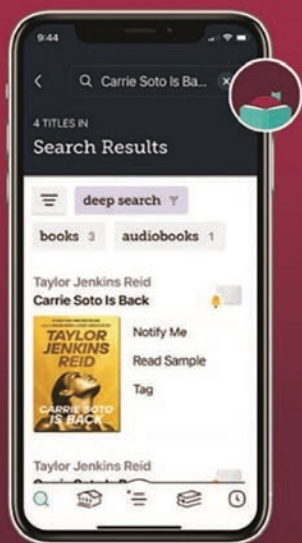 9:44
Carrie Soto Is Ba...
4 TITLES IN
Search Results
deep search
books 3
audiobooks 1
Taylor Jenkins Reid
Carrie Soto Is Back
TAYLOR
JENKINS
REID
CARRIE SOTO
IS BACK
Notify Me
Read Sample
Tag
Taylor Jenkins Reid